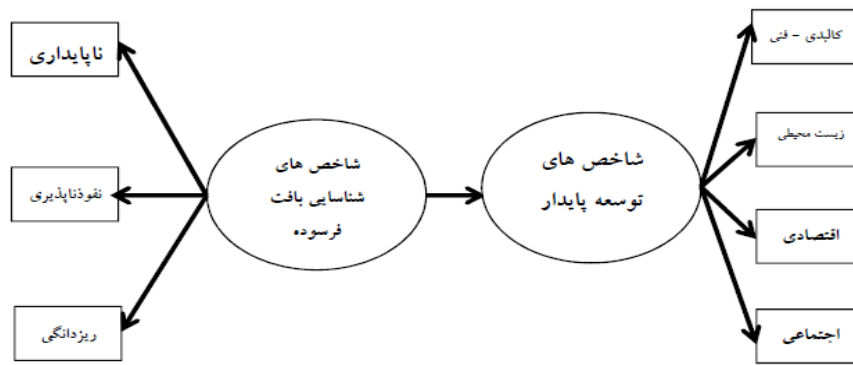 کالبدی - فنی
زیست محیطی
اقتصادی
اجتماعی
شاخص های
توسعه پایدار
شاخص های
شناسایی بافت
فرسوده
ناپایداری
نفوذناپذیری
ریزدانگی